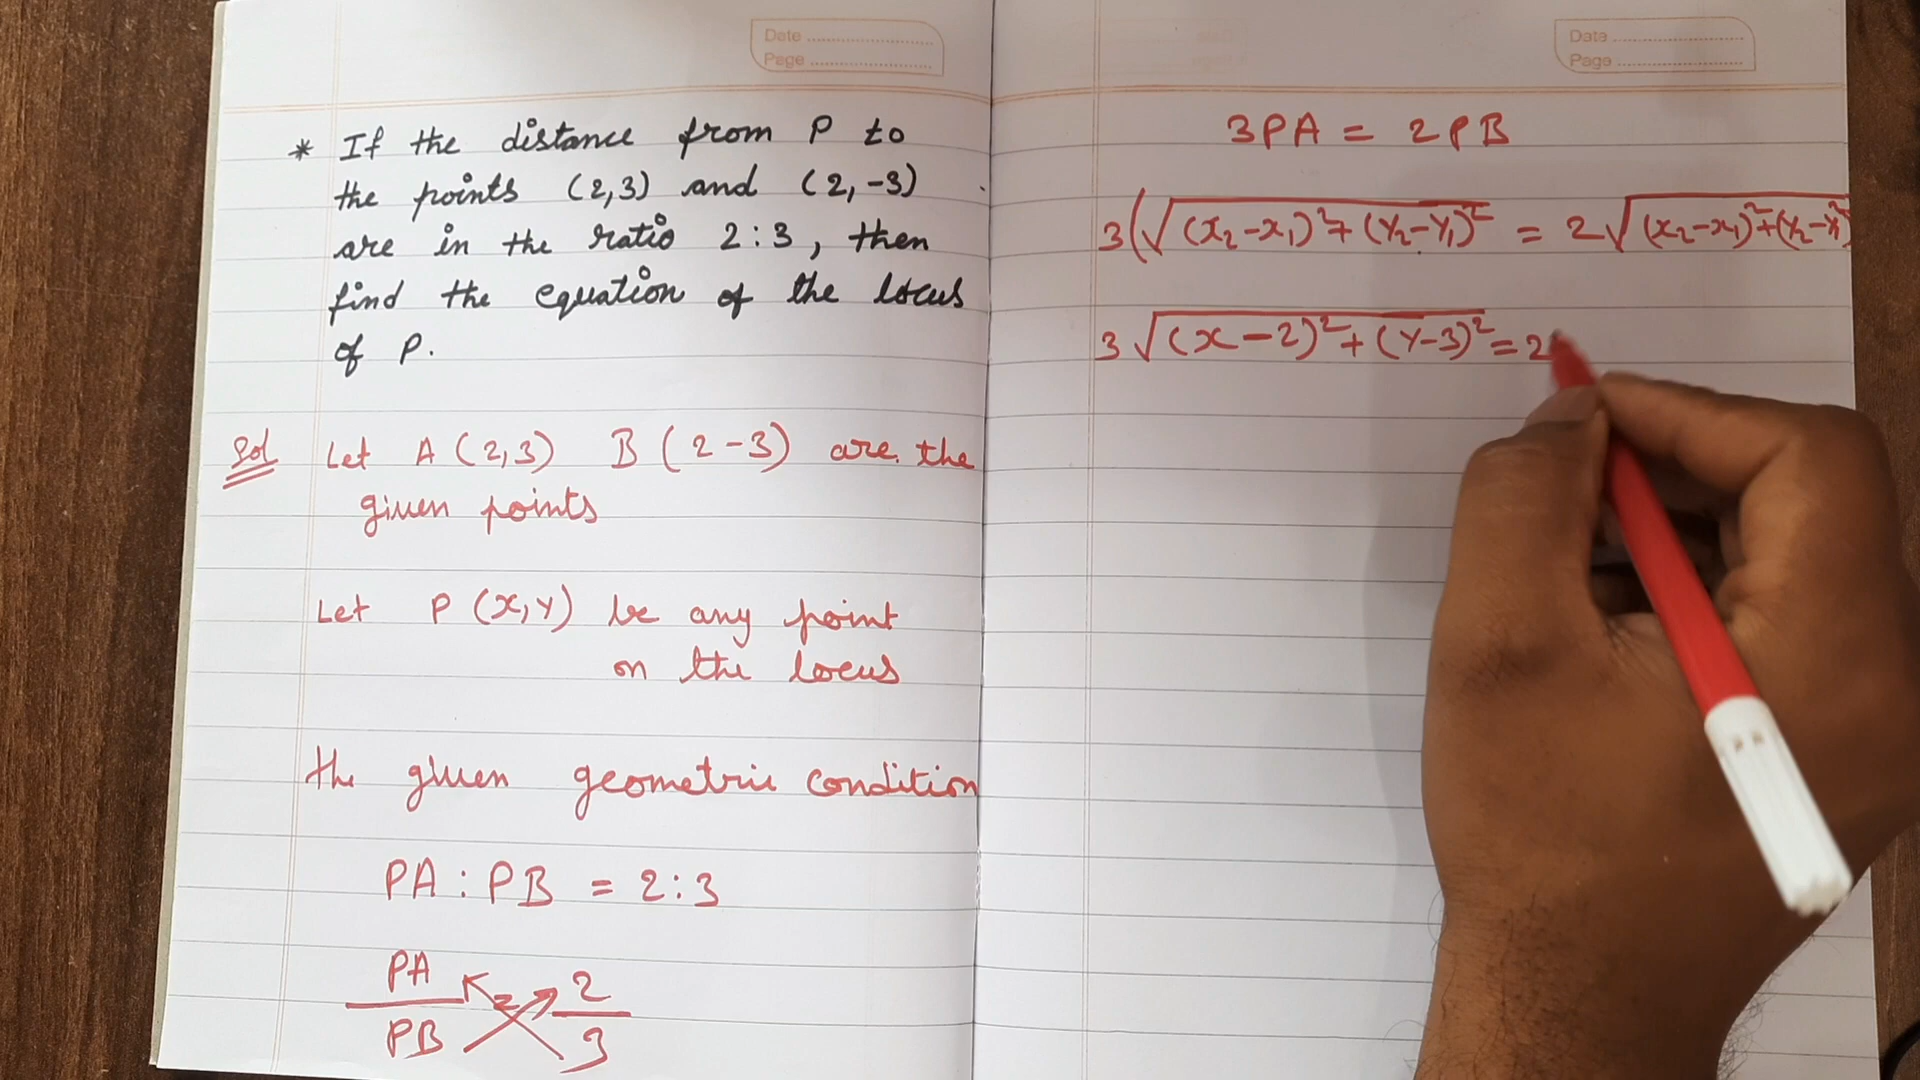 Date
Page
* If the distance from P to
the points (2,3) and (2,-3)
are in the ratio 2:3, then
find the equation of the locus
of P.
Sol Let A (2,3) B (2-3) are the
given points
Let P (x,y) be any point
on the locus
the given geometric condition
PA : PB = 2:3
PA = 2
PB 3
Date
Page
3PA = 2PB
3(√(x₂-x₁)²+(y₂-y₁)² = 2√(x₂-x₁)²+(y₂-y₁)²
3√(x-2)²+(y-3)² = 2